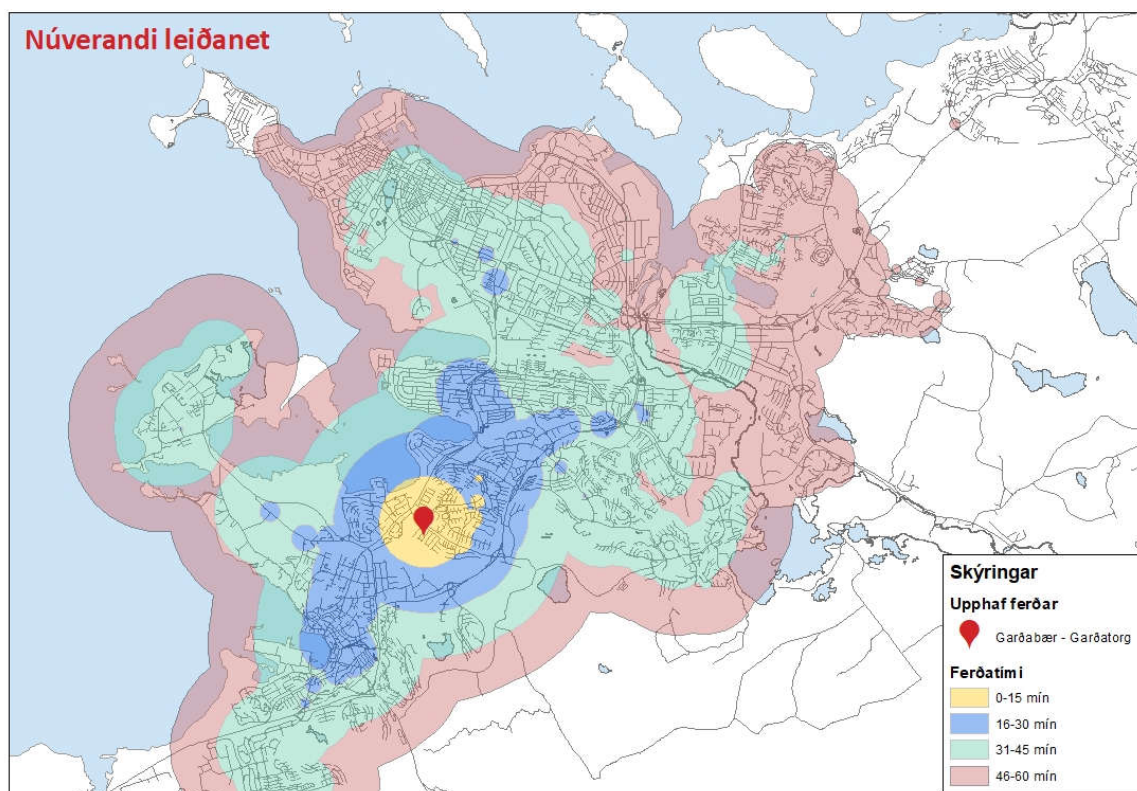 Núverandi leiðanet
Skýringar
Upphaf ferðar
Garðabær - Garðatorg
Ferðatími
0-15 mín
16-30 mín
31-45 mín
46-60 mín